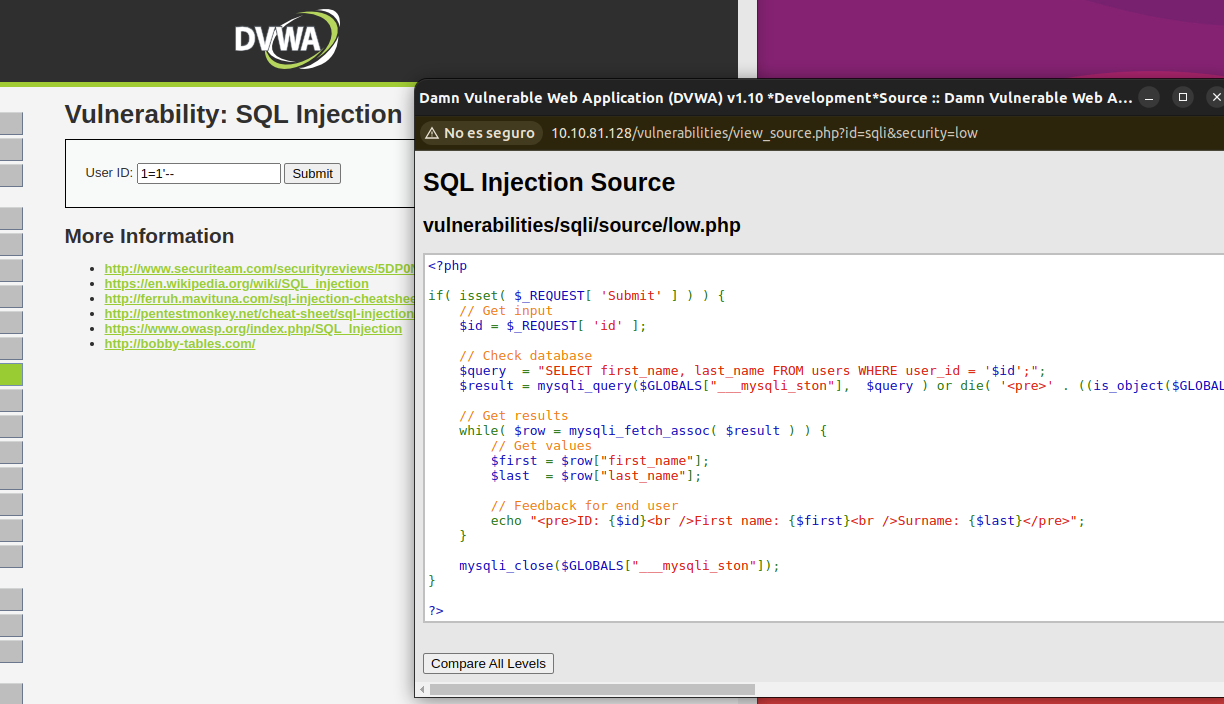 DVWA
Vulnerability: SQL Injection
User ID: 1=1'-- Submit
More Information
http://www.securiteam.com/securityreviews/5DP0
https://en.wikipedia.org/wiki/SQL_injection
http://ferruh.mavituna.com/sql-injection-cheatshee
http://pentestmonkey.net/cheat-sheet/sql-injection
https://www.owasp.org/index.php/SQL_Injection
http://bobby-tables.com/
Damn Vulnerable Web Application (DVWA) v1.10 *Development*Source :: Damn Vulnerable Web A...
No es seguro 10.10.81.128/vulnerabilities/view_source.php?id=sqli&security=low
SQL Injection Source
vulnerabilities/sqli/source/low.php
<?php
if( isset( $_REQUEST[ 'Submit' ] ) ) {
    // Get input
    $id = $_REQUEST[ 'id' ];
    // Check database
    $query  = "SELECT first_name, last_name FROM users WHERE user_id = '$id';";
    $result = mysqli_query($GLOBALS["___mysqli_ston"],  $query ) or die( '<pre>' . ((is_object($GLOBAL
    // Get results
    while( $row = mysqli_fetch_assoc( $result ) ) {
        // Get values
        $first = $row["first_name"];
        $last  = $row["last_name"];
        // Feedback for end user
        echo "<pre>ID: {$id}<br />First name: {$first}<br />Surname: {$last}</pre>";
    }
    mysqli_close($GLOBALS["___mysqli_ston"]);
}
?>
Compare All Levels